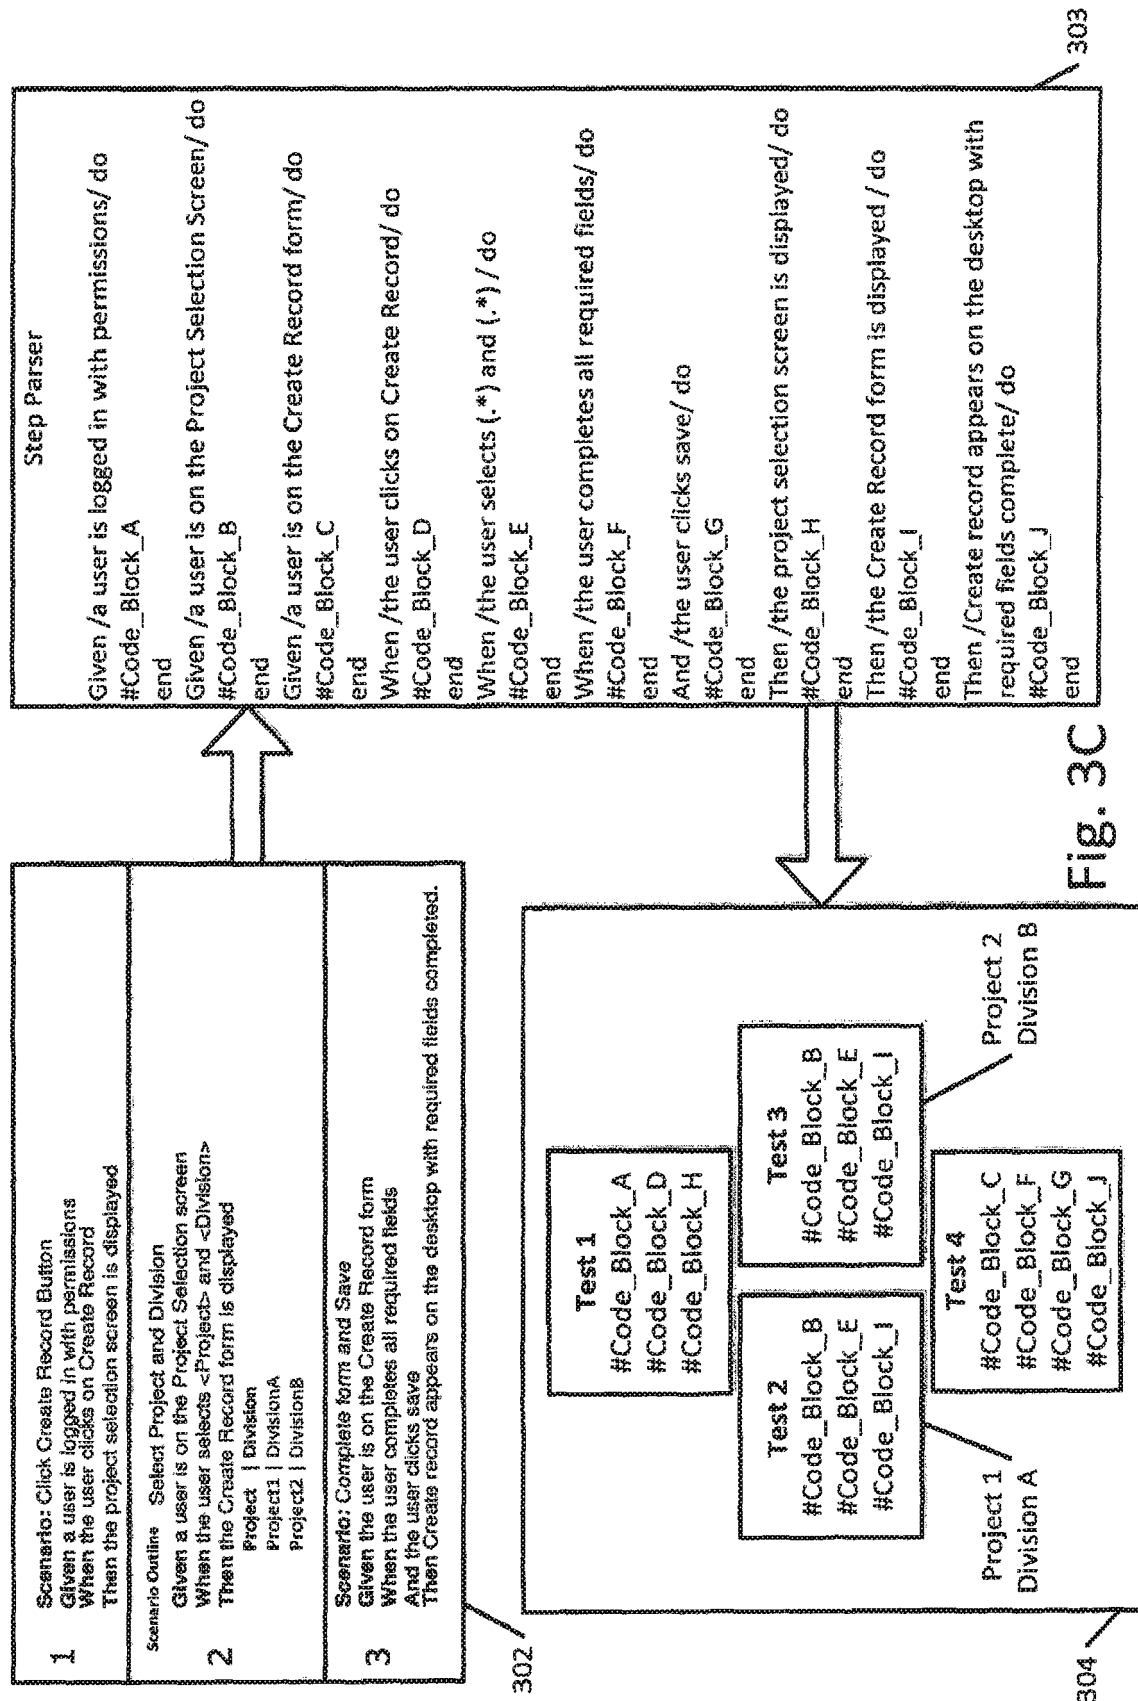 1
Scenario: Click Create Record Button
Given a user is logged in with permissions
When the user clicks on Create Record
Then the project selection screen is displayed
2
Scenario Outline Select Project and Division
Given a user is on the Project Selection screen
When the user selects <Project> and <Division>
Then the Create Record form is displayed
Project | Division
Project1 | DivisionA
Project2 | DivisionB
3
Scenario: Complete form and Save
Given the user is on the Create Record form
When the user completes all required fields
And the user clicks save
Then Create record appears on the desktop with required fields completed.
302
Step Parser
Given /a user is logged in with permissions/ do
#Code_Block_A
end
Given /a user is on the Project Selection Screen/ do
#Code_Block_B
end
Given /a user is on the Create Record form/ do
#Code_Block_C
end
When /the user clicks on Create Record/ do
#Code_Block_D
end
When /the user selects (.*) and (.*) / do
#Code_Block_E
end
When /the user completes all required fields/ do
#Code_Block_F
end
And /the user clicks save/ do
#Code_Block_G
end
Then /the project selection screen is displayed/ do
#Code_Block_H
end
Then /the Create Record form is displayed / do
#Code_Block_I
end
Then /Create record appears on the desktop with
required fields complete/ do
#Code_Block_J
end
303
Test 1
#Code_Block_A
#Code_Block_D
#Code_Block_H
Test 2
#Code_Block_B
#Code_Block_E
#Code_Block_I
Test 3
#Code_Block_B
#Code_Block_E
#Code_Block_I
Test 4
#Code_Block_C
#Code_Block_F
#Code_Block_G
#Code_Block_J
Project 1
Division A
Project 2
Division B
304
Fig. 3C